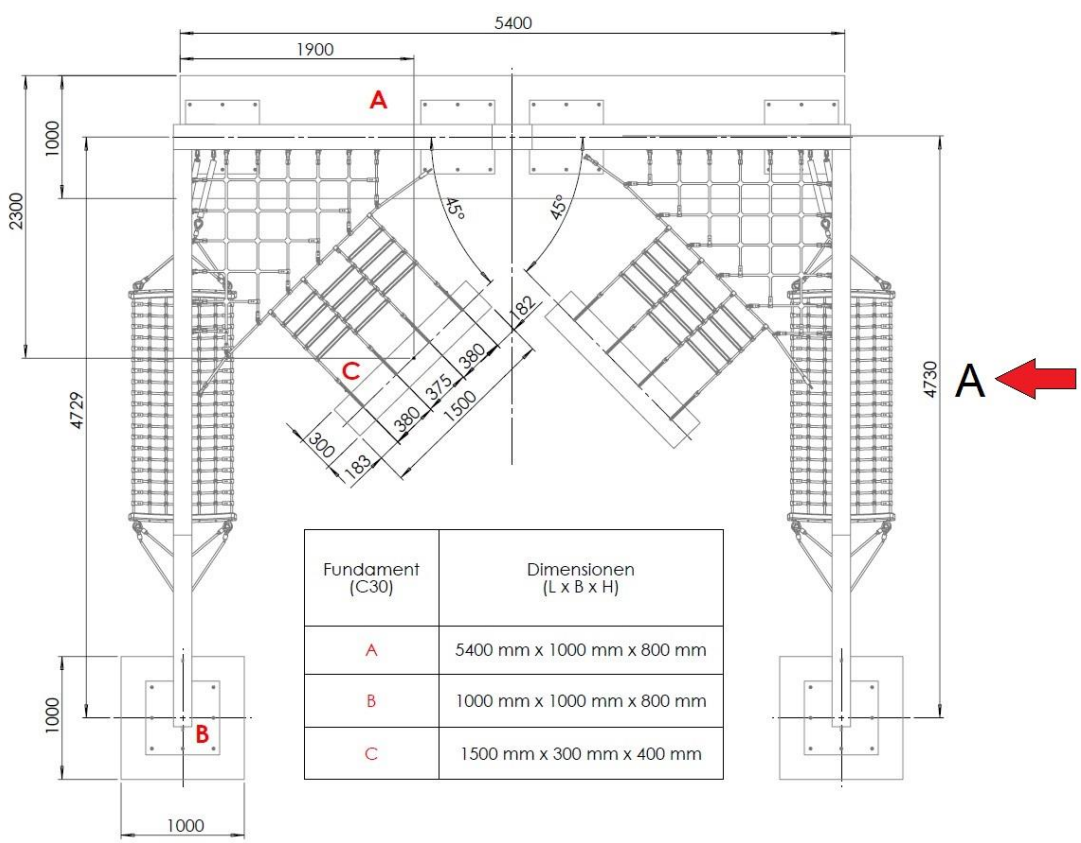 5400
1900
A
1000
2300
45°
45°
182
380
375
1500
C
380
300
183
4729
4730
A
Fundament
(C30)
Dimensionen
(L x B x H)
A
5400 mm x 1000 mm x 800 mm
B
1000 mm x 1000 mm x 800 mm
C
1500 mm x 300 mm x 400 mm
1000
B
1000